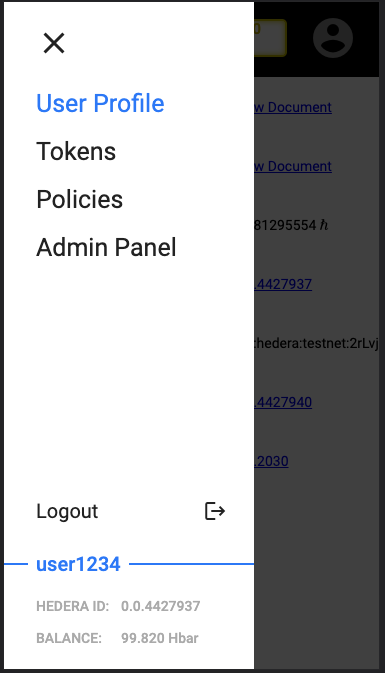 0
User Profile
w Document
Tokens
w Document
Policies
81295554 ℏ
Admin Panel
.4427937
:hedera:testnet:2rLvj
.4427940
.2030
Logout
user1234
HEDERA ID: 0.0.4427937
BALANCE: 99.820 Hbar